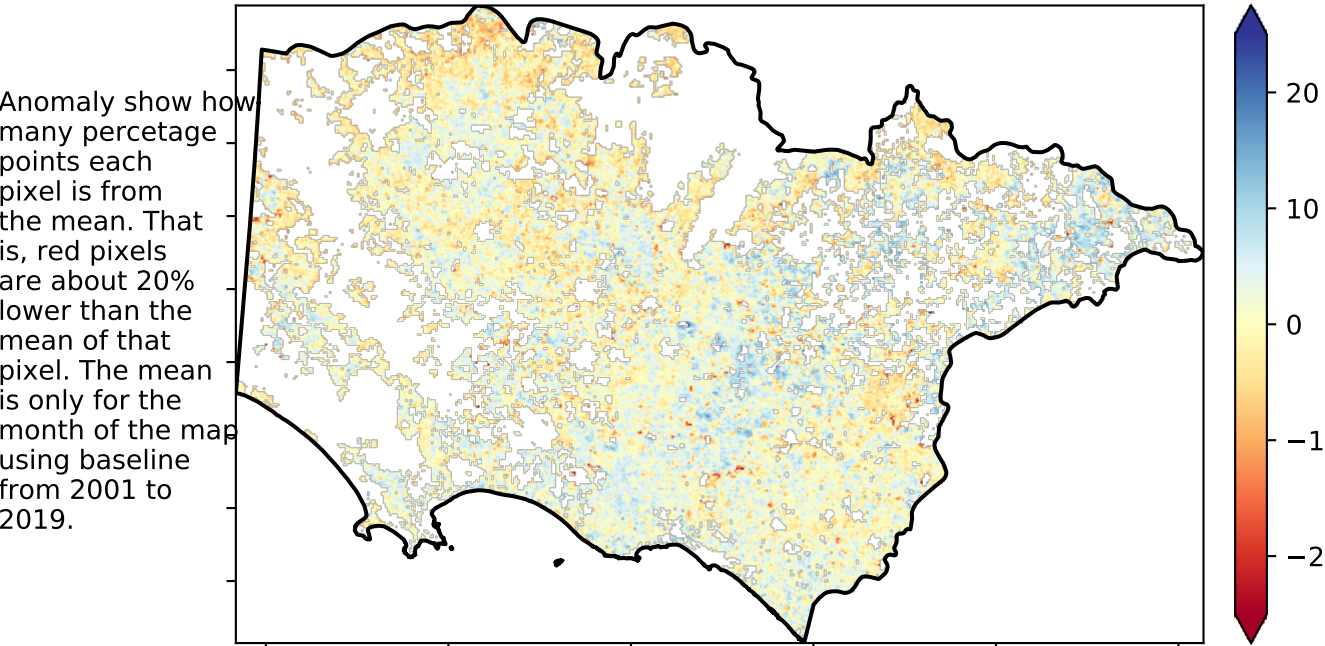 Anomaly show how
many percetage
points each
pixel is from
the mean. That
is, red pixels
are about 20%
lower than the
mean of that
pixel. The mean
is only for the
month of the map
using baseline
from 2001 to
2019.
20
10
0
−1
−2